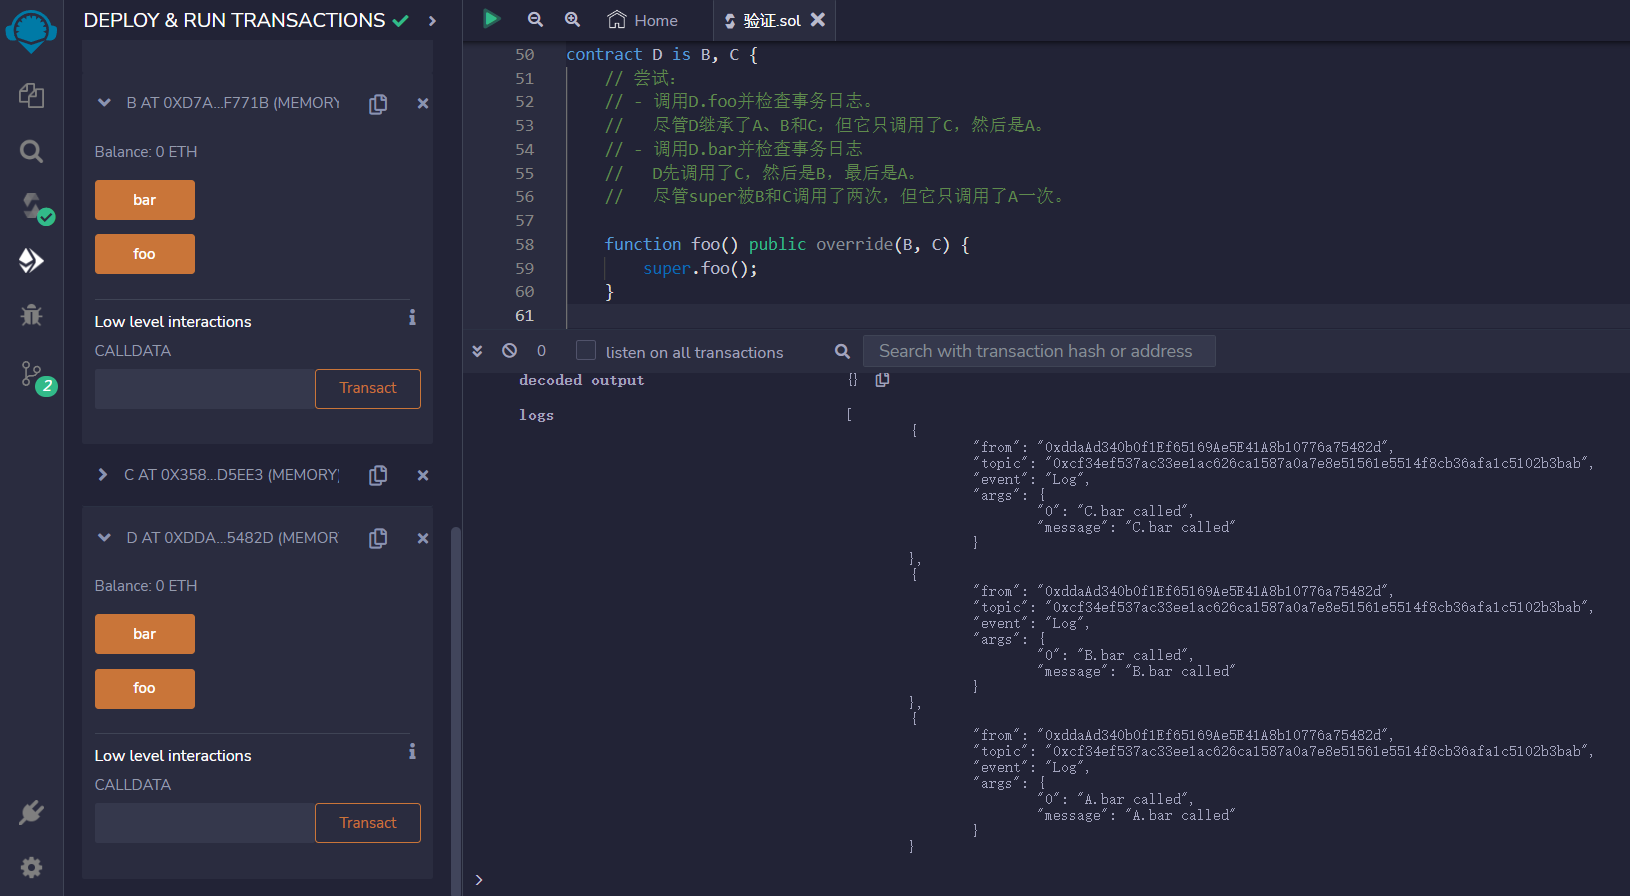 DEPLOY & RUN TRANSACTIONS
B AT 0XD7A...F771B (MEMORY
Balance: 0 ETH
bar
foo
Low level interactions
i
CALLDATA
Transact
C AT 0X358...D5EE3 (MEMORY)
D AT 0XDDA...5482D (MEMOR
Balance: 0 ETH
bar
foo
Low level interactions
i
CALLDATA
Transact
2
Home
验证.sol
50 contract D is B, C {
51 // 尝试:
52 // - 调用D.foo并检查事务日志。
53 // 尽管D继承了A、B和C，但它只调用了C，然后是A。
54 // - 调用D.bar并检查事务日志
55 // D先调用了C，然后是B，最后是A。
56 // 尽管super被B和C调用了两次，但它只调用了A一次。
57
58 function foo() public override(B, C) {
59 super.foo();
60 }
61
0
listen on all transactions
Search with transaction hash or address
decoded output {}
logs [
{
"from": "0xddaAd340b0f1Ef65169Ae5E41A8b10776a75482d",
"topic": "0xcf34ef537ac33ee1ac626ca1587a0a7e8e51561e5514f8cb36afa1c5102b3bab",
"event": "Log",
"args": {
"0": "C.bar called",
"message": "C.bar called"
}
},
{
"from": "0xddaAd340b0f1Ef65169Ae5E41A8b10776a75482d",
"topic": "0xcf34ef537ac33ee1ac626ca1587a0a7e8e51561e5514f8cb36afa1c5102b3bab",
"event": "Log",
"args": {
"0": "B.bar called",
"message": "B.bar called"
}
},
{
"from": "0xddaAd340b0f1Ef65169Ae5E41A8b10776a75482d",
"topic": "0xcf34ef537ac33ee1ac626ca1587a0a7e8e51561e5514f8cb36afa1c5102b3bab",
"event": "Log",
"args": {
"0": "A.bar called",
"message": "A.bar called"
}
}
>